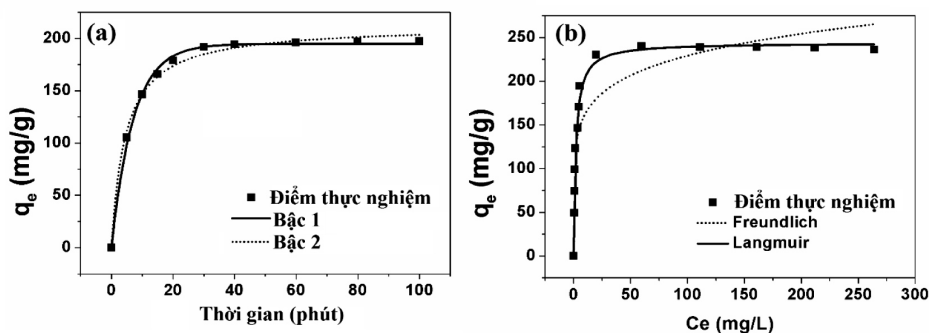 (a)
200
150
100
50
0
qe (mg/g)
Điểm thực nghiệm
Bậc 1
Bậc 2
0 20 40 60 80 100
Thời gian (phút)
(b)
250
200
150
100
50
0
qe (mg/g)
Điểm thực nghiệm
Freundlich
Langmuir
0 50 100 150 200 250 300
Ce (mg/L)